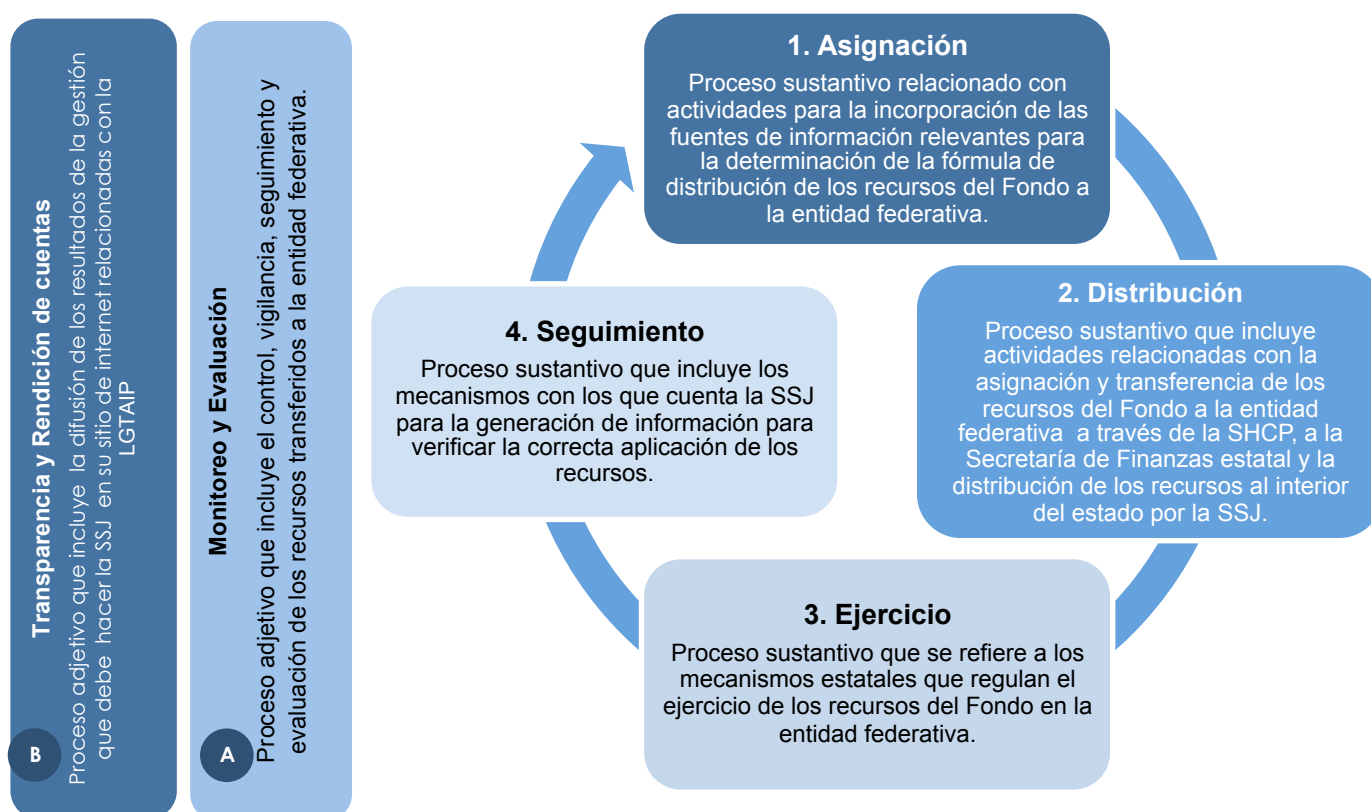 Transparencia y Rendición de cuentas
Proceso adjetivo que incluye la difusión de los resultados de la gestión
que debe hacer la SSJ en su sitio de internet relacionadas con la
LGTAIP
B
Monitoreo y Evaluación
Proceso adjetivo que incluye el control, vigilancia, seguimiento y
evaluación de los recursos transferidos a la entidad federativa.
A
1. Asignación
Proceso sustantivo relacionado con
actividades para la incorporación de las
fuentes de información relevantes para
la determinación de la fórmula de
distribución de los recursos del Fondo a
la entidad federativa.
2. Distribución
Proceso sustantivo que incluye
actividades relacionadas con la
asignación y transferencia de los
recursos del Fondo a la entidad
federativa a través de la SHCP, a la
Secretaría de Finanzas estatal y la
distribución de los recursos al interior
del estado por la SSJ.
3. Ejercicio
Proceso sustantivo que se refiere a los
mecanismos estatales que regulan el
ejercicio de los recursos del Fondo en la
entidad federativa.
4. Seguimiento
Proceso sustantivo que incluye los
mecanismos con los que cuenta la SSJ
para la generación de información para
verificar la correcta aplicación de los
recursos.